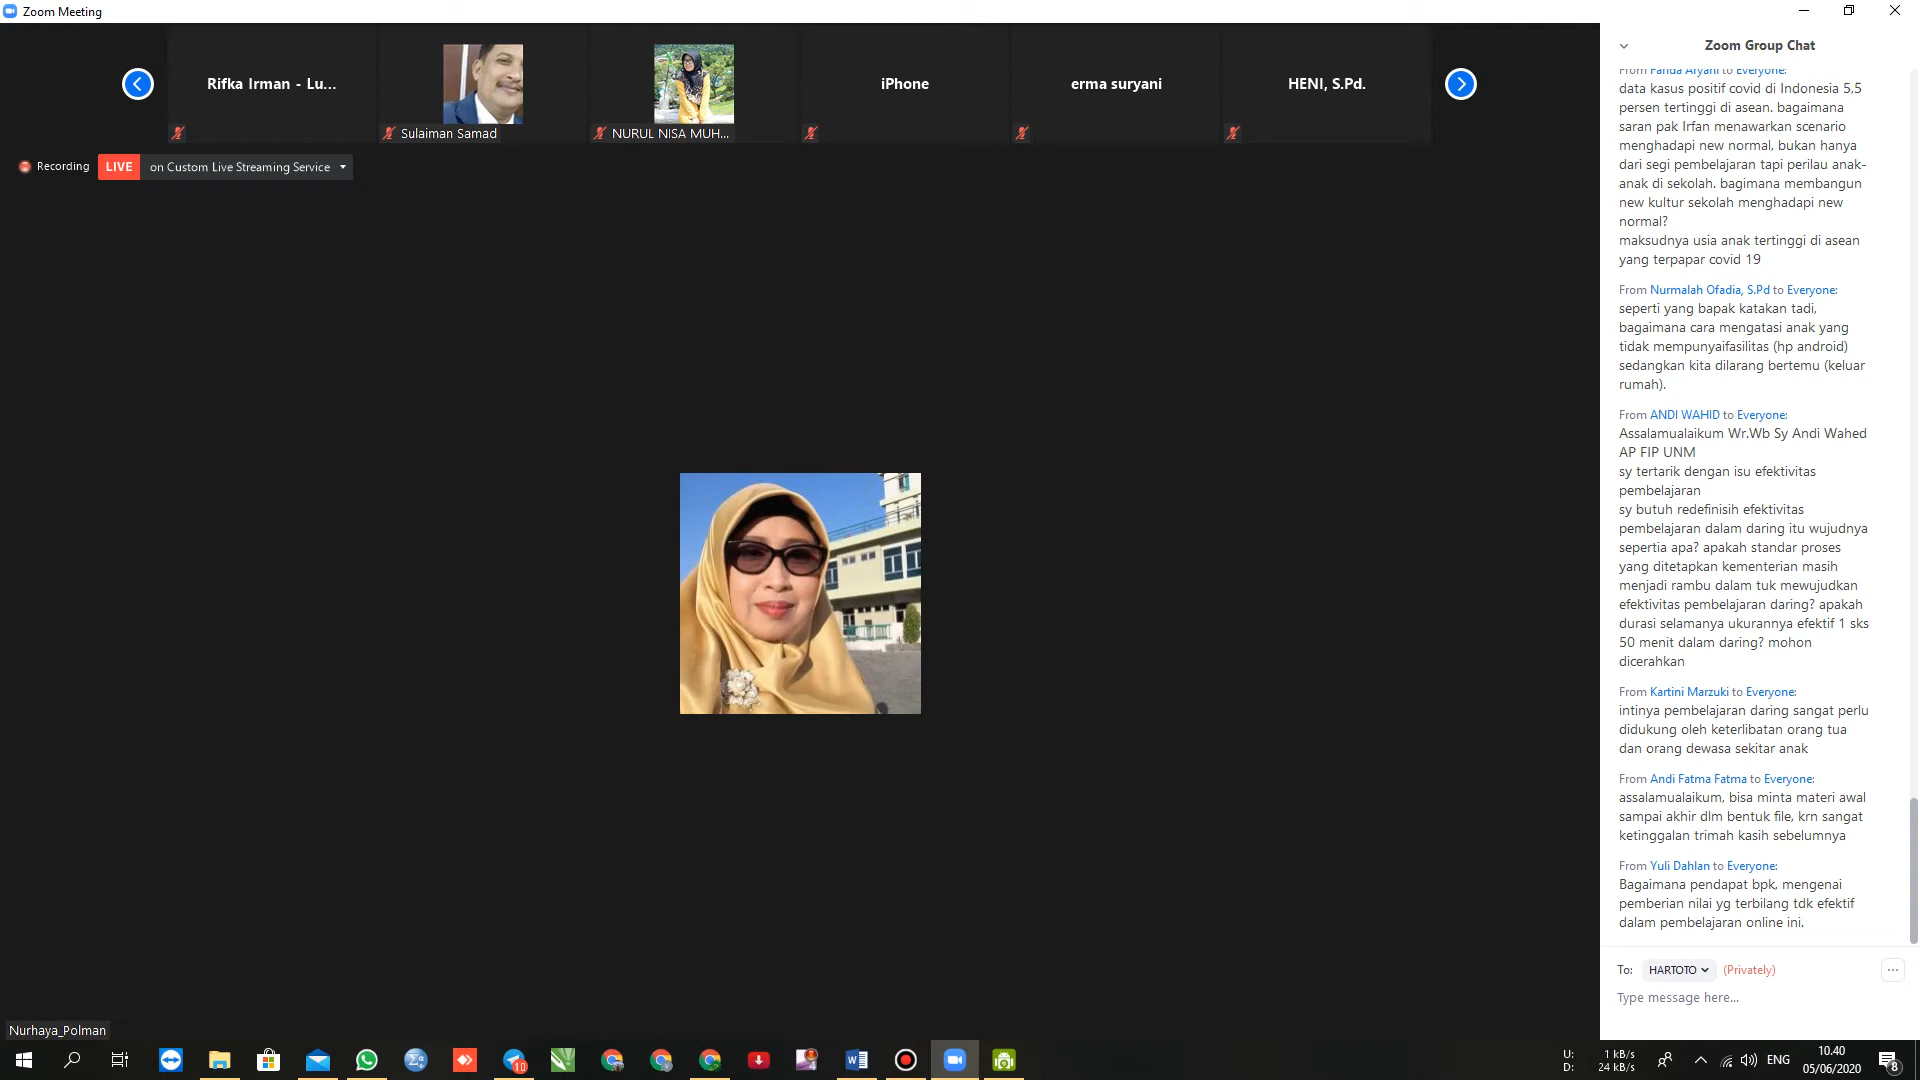 Zoom Meeting
Rifka Irman - Lu...
Sulaiman Samad
NURUL NISA MUH...
iPhone
erma suryani
HENI, S.Pd.
Recording
LIVE
on Custom Live Streaming Service
Nurhaya_Polman
Zoom Group Chat
From Farida Aryani to Everyone:
data kasus positif covid di Indonesia 5,5
persen tertinggi di asean. bagaimana
saran pak Irfan menawarkan scenario
menghadapi new normal, bukan hanya
dari segi pembelajaran tapi perilau anak-
anak di sekolah. bagimana membangun
new kultur sekolah menghadapi new
normal?
maksudnya usia anak tertinggi di asean
yang terpapar covid 19
From Nurmalah Ofadia, S.Pd to Everyone:
seperti yang bapak katakan tadi,
bagaimana cara mengatasi anak yang
tidak mempunyaifasilitas (hp android)
sedangkan kita dilarang bertemu (keluar
rumah).
From ANDI WAHID to Everyone:
Assalamualaikum Wr.Wb Sy Andi Wahed
AP FIP UNM
sy tertarik dengan isu efektivitas
pembelajaran
sy butuh redefinisih efektivitas
pembelajaran dalam daring itu wujudnya
sepertia apa? apakah standar proses
yang ditetapkan kementerian masih
menjadi rambu dalam tuk mewujudkan
efektivitas pembelajaran daring? apakah
durasi selamanya ukurannya efektif 1 sks
50 menit dalam daring? mohon
dicerahkan
From Kartini Marzuki to Everyone:
intinya pembelajaran daring sangat perlu
didukung oleh keterlibatan orang tua
dan orang dewasa sekitar anak
From Andi Fatma Fatma to Everyone:
assalamualaikum, bisa minta materi awal
sampai akhir dlm bentuk file, krn sangat
ketinggalan trimah kasih sebelumnya
From Yuli Dahlan to Everyone:
Bagaimana pendapat bpk, mengenai
pemberian nilai yg terbilang tdk efektif
dalam pembelajaran online ini.
To: HARTOTO (Privately)
Type message here...
10
4
U: 1 kB/s
D: 24 kB/s
ENG
10.40
05/06/2020
8